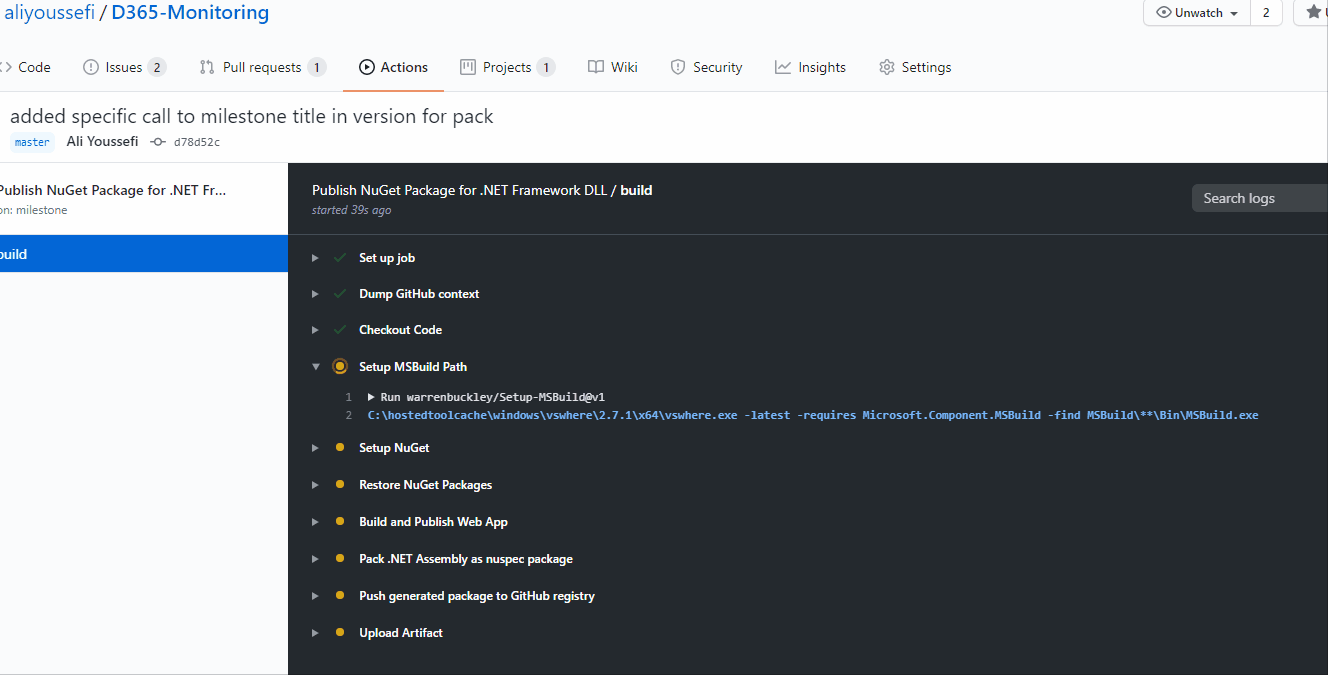 aliyoussefi / D365-Monitoring
Unwatch 2
Code Issues 2 Pull requests 1 Actions Projects 1 Wiki Security Insights Settings
added specific call to milestone title in version for pack
master Ali Youssefi d78d52c
Publish NuGet Package for .NET Fr...
on: milestone
build
Publish NuGet Package for .NET Framework DLL / build
started 39s ago
Search logs
Set up job
Dump GitHub context
Checkout Code
Setup MSBuild Path
1 Run warrenbuckley/Setup-MSBuild@v1
2 C:\hostedtoolcache\windows\vswhere\2.7.1\x64\vswhere.exe -latest -requires Microsoft.Component.MSBuild -find MSBuild\**\Bin\MSBuild.exe
Setup NuGet
Restore NuGet Packages
Build and Publish Web App
Pack .NET Assembly as nuspec package
Push generated package to GitHub registry
Upload Artifact